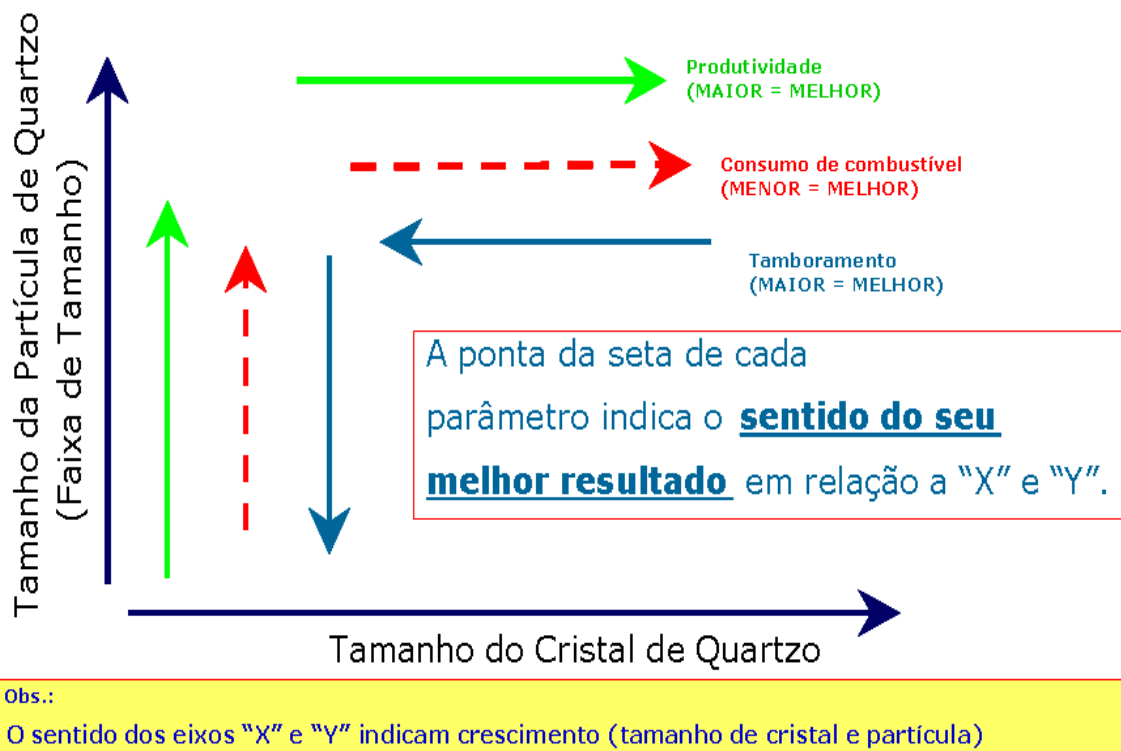 Tamanho da Partícula de Quartzo
(Faixa de Tamanho)
Produtividade
(MAIOR = MELHOR)
Consumo de combustível
(MENOR = MELHOR)
Tamboramento
(MAIOR = MELHOR)
A ponta da seta de cada
parâmetro indica o sentido do seu
melhor resultado em relação a “X” e “Y”.
Tamanho do Cristal de Quartzo
Obs.:
O sentido dos eixos “X” e “Y” indicam crescimento (tamanho de cristal e partícula)